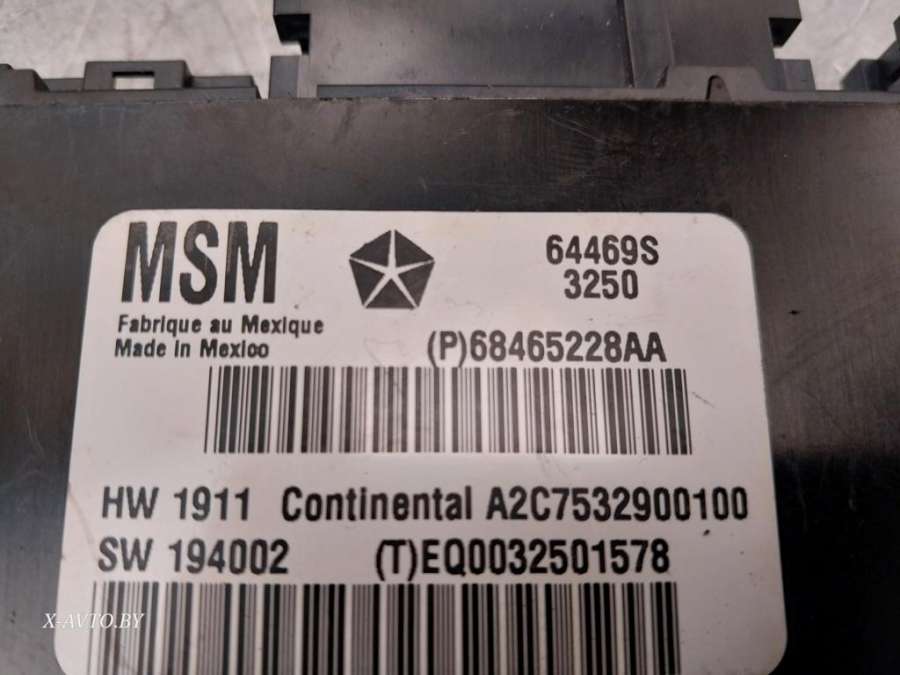 MSM
64469S
3250
Fabrique au Mexique
Made in Mexico
(P)68465228AA
HW 1911 Continental A2C7532900100
SW 194002 (T)EQ0032501578
X-AVTO.BY